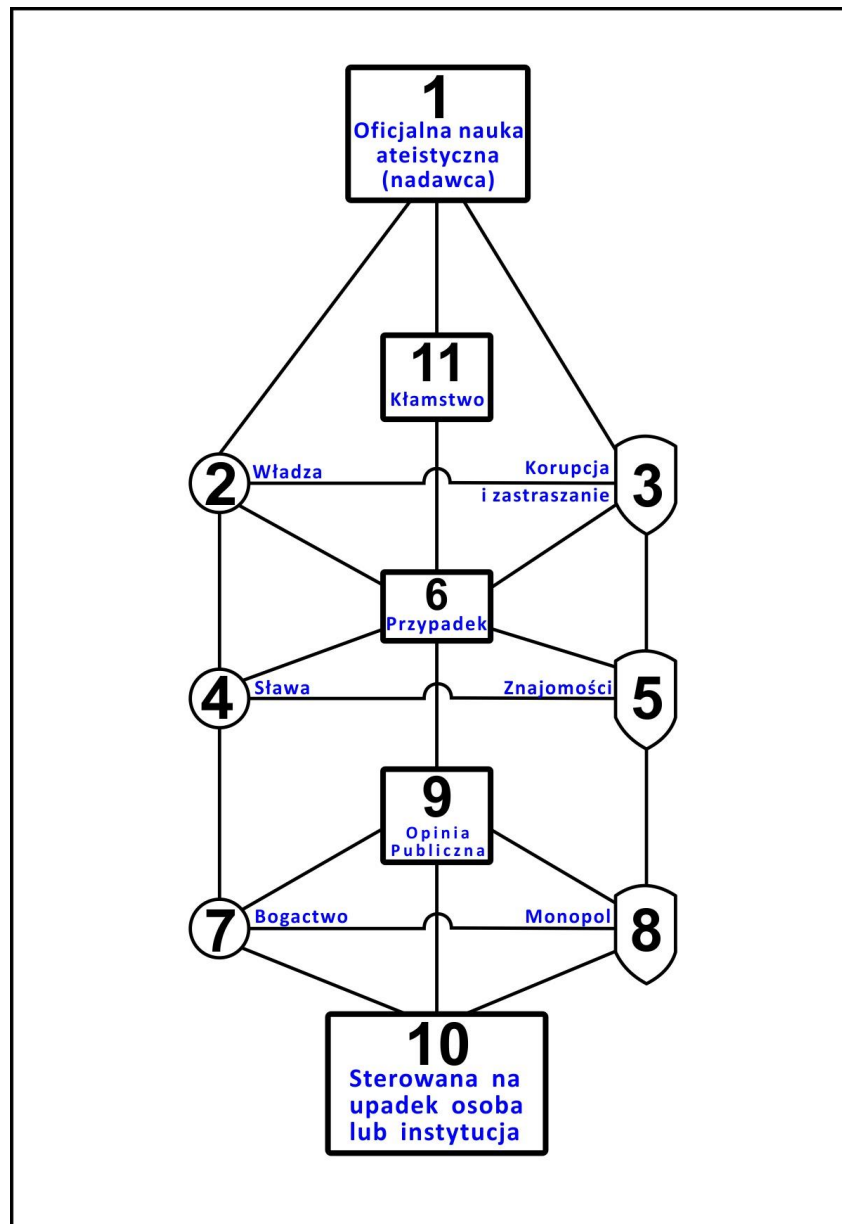 1
Oficjalna nauka
ateistyczna
(nadawca)
11
Kłamstwo
2
Władza
Korupcja
i zastraszanie
3
6
Przypadek
4
Sława
Znajomości
5
9
Opinia
Publiczna
7
Bogactwo
Monopol
8
10
Sterowana na
upadek osoba
lub instytucja